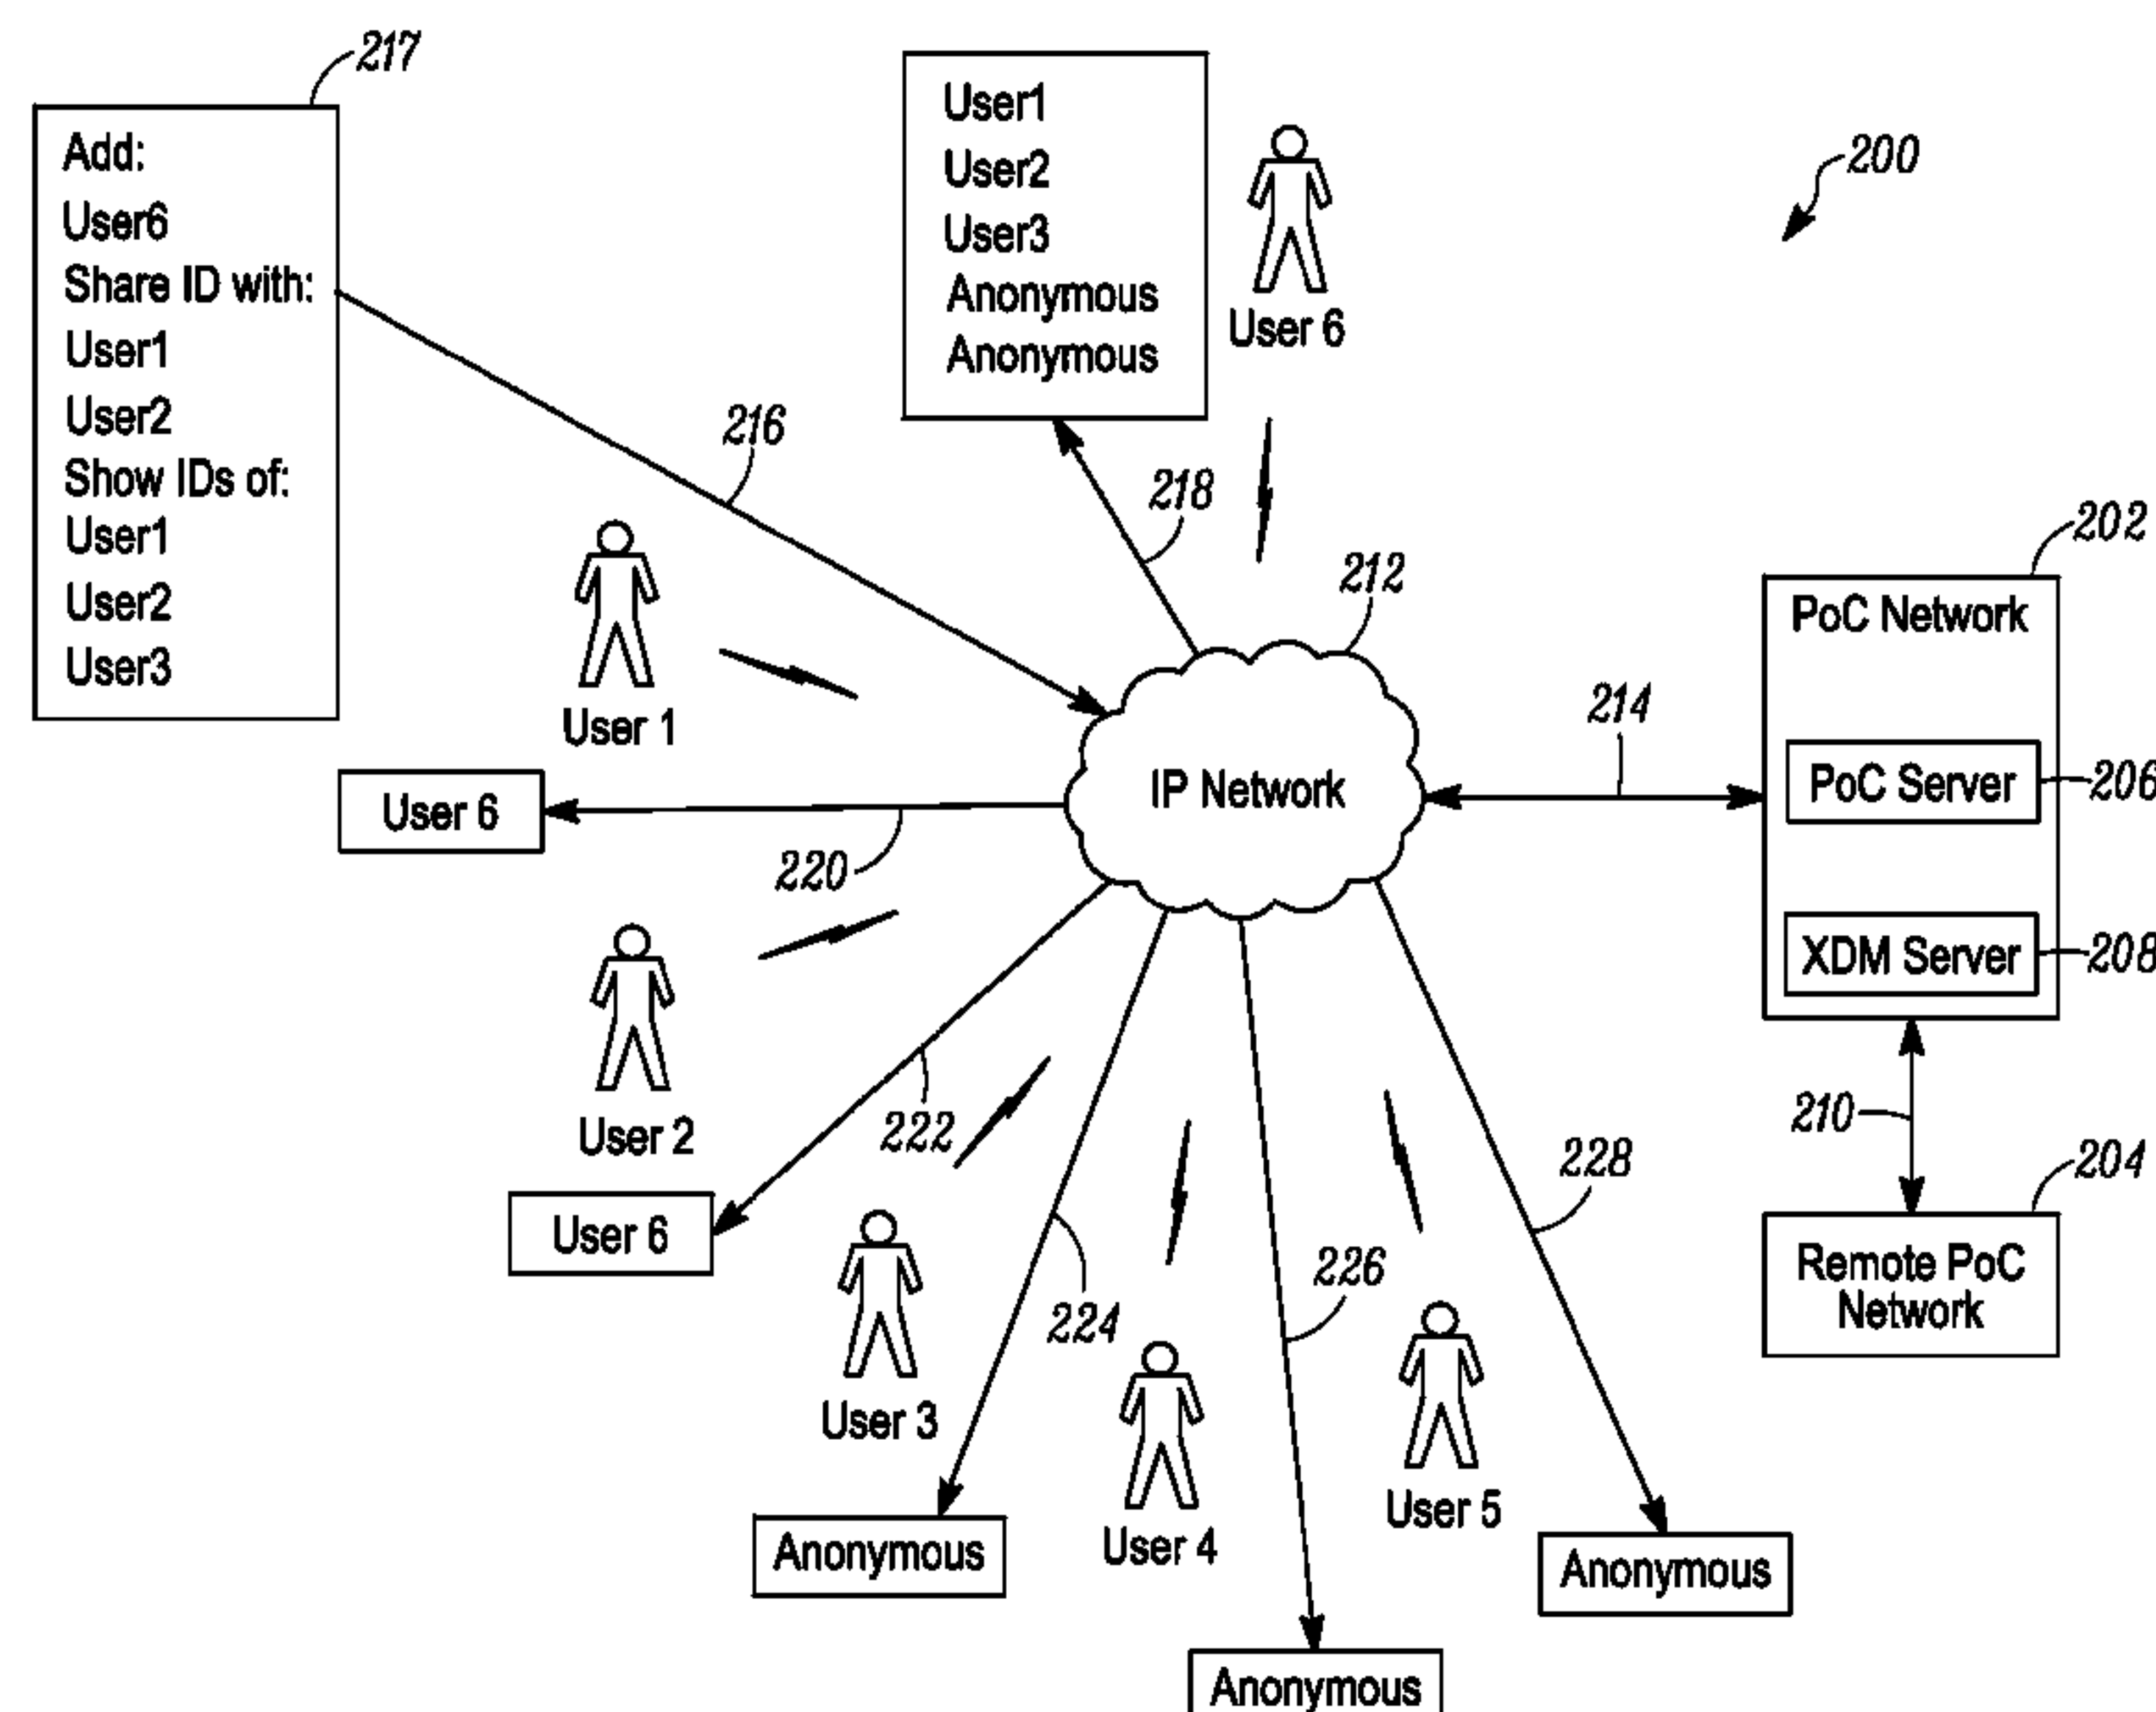 217
Add:
User6
Share ID with:
User1
User2
Show IDs of:
User1
User2
User3
User1
User2
User3
Anonymous
Anonymous
User 6
200
216
218
212
202
PoC Network
PoC Server
206
XDM Server
208
214
IP Network
User 1
User 6
220
User 2
222
User 6
210
204
Remote PoC
Network
User 3
224
226
228
User 4
User 5
Anonymous
Anonymous
Anonymous